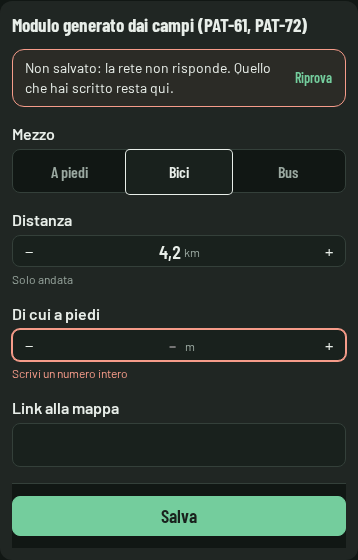 Modulo generato dai campi (PAT-61, PAT-72)
Non salvato: la rete non risponde. Quello
che hai scritto resta qui.
Riprova
Mezzo
A piedi Bici Bus
Distanza
− 4,2 km +
Solo andata
Di cui a piedi
− – m +
Scrivi un numero intero
Link alla mappa
Salva